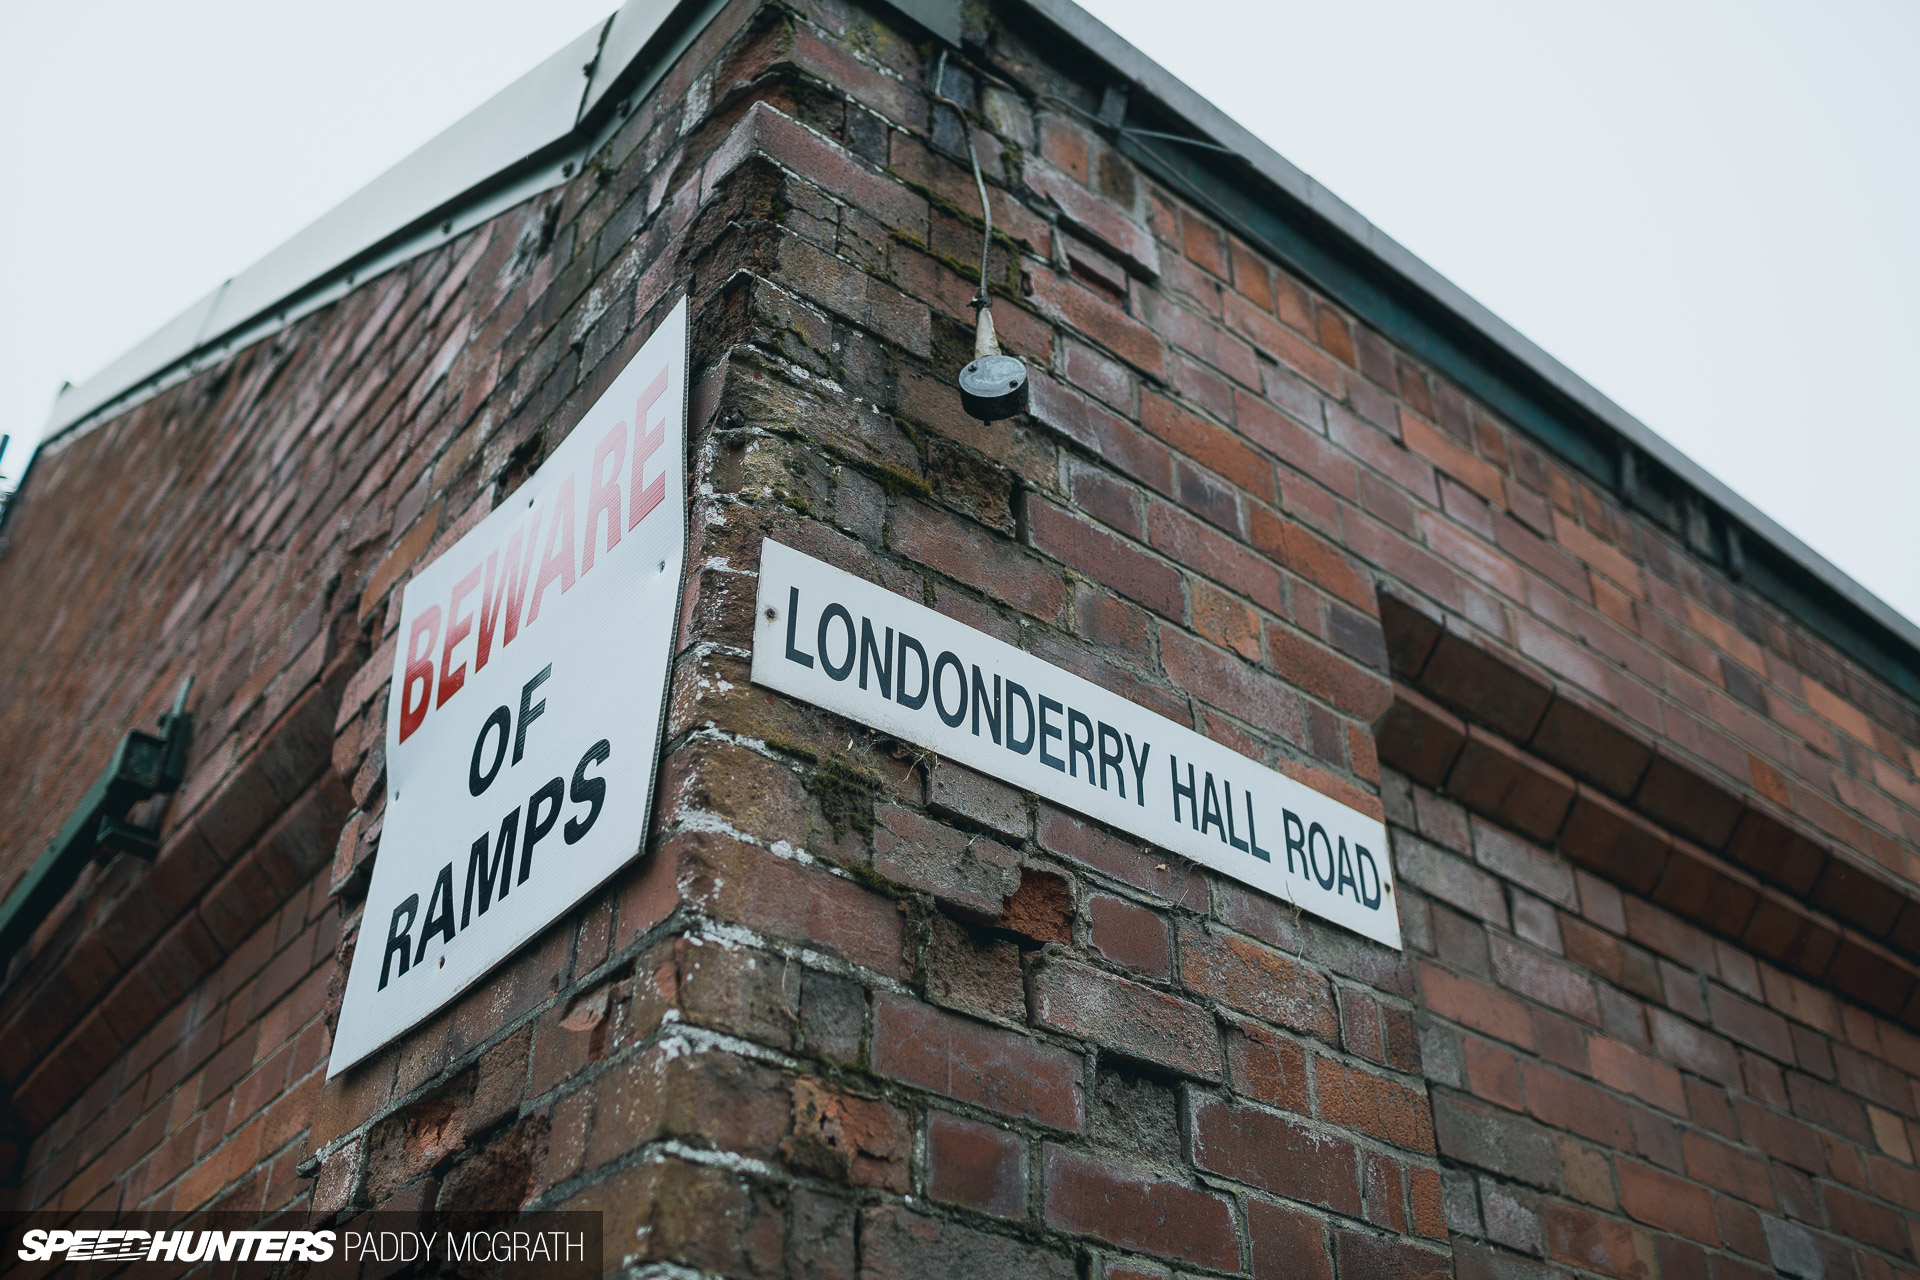 BEWARE
OF
RAMPS
LONDONDERRY HALL ROAD
SPEEDHUNTERS PADDY MCGRATH